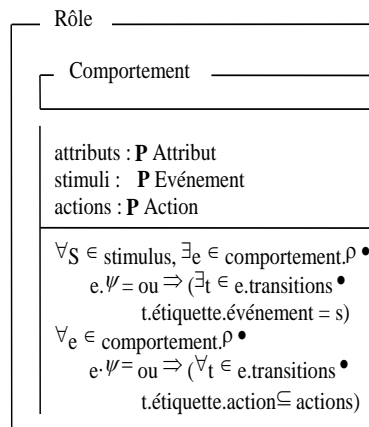 Rôle
Comportement
attributs : P Attribut
stimuli : P Evénement
actions : P Action
∀S ∈ stimulus, ∃e ∈ comportement.ρ •
e.ψ = ou ⇒ (∃t ∈ e.transitions •
t.étiquette.événement = s)
∀e ∈ comportement.ρ •
e.ψ = ou ⇒ (∀t ∈ e.transitions •
t.étiquette.action ⊆ actions)